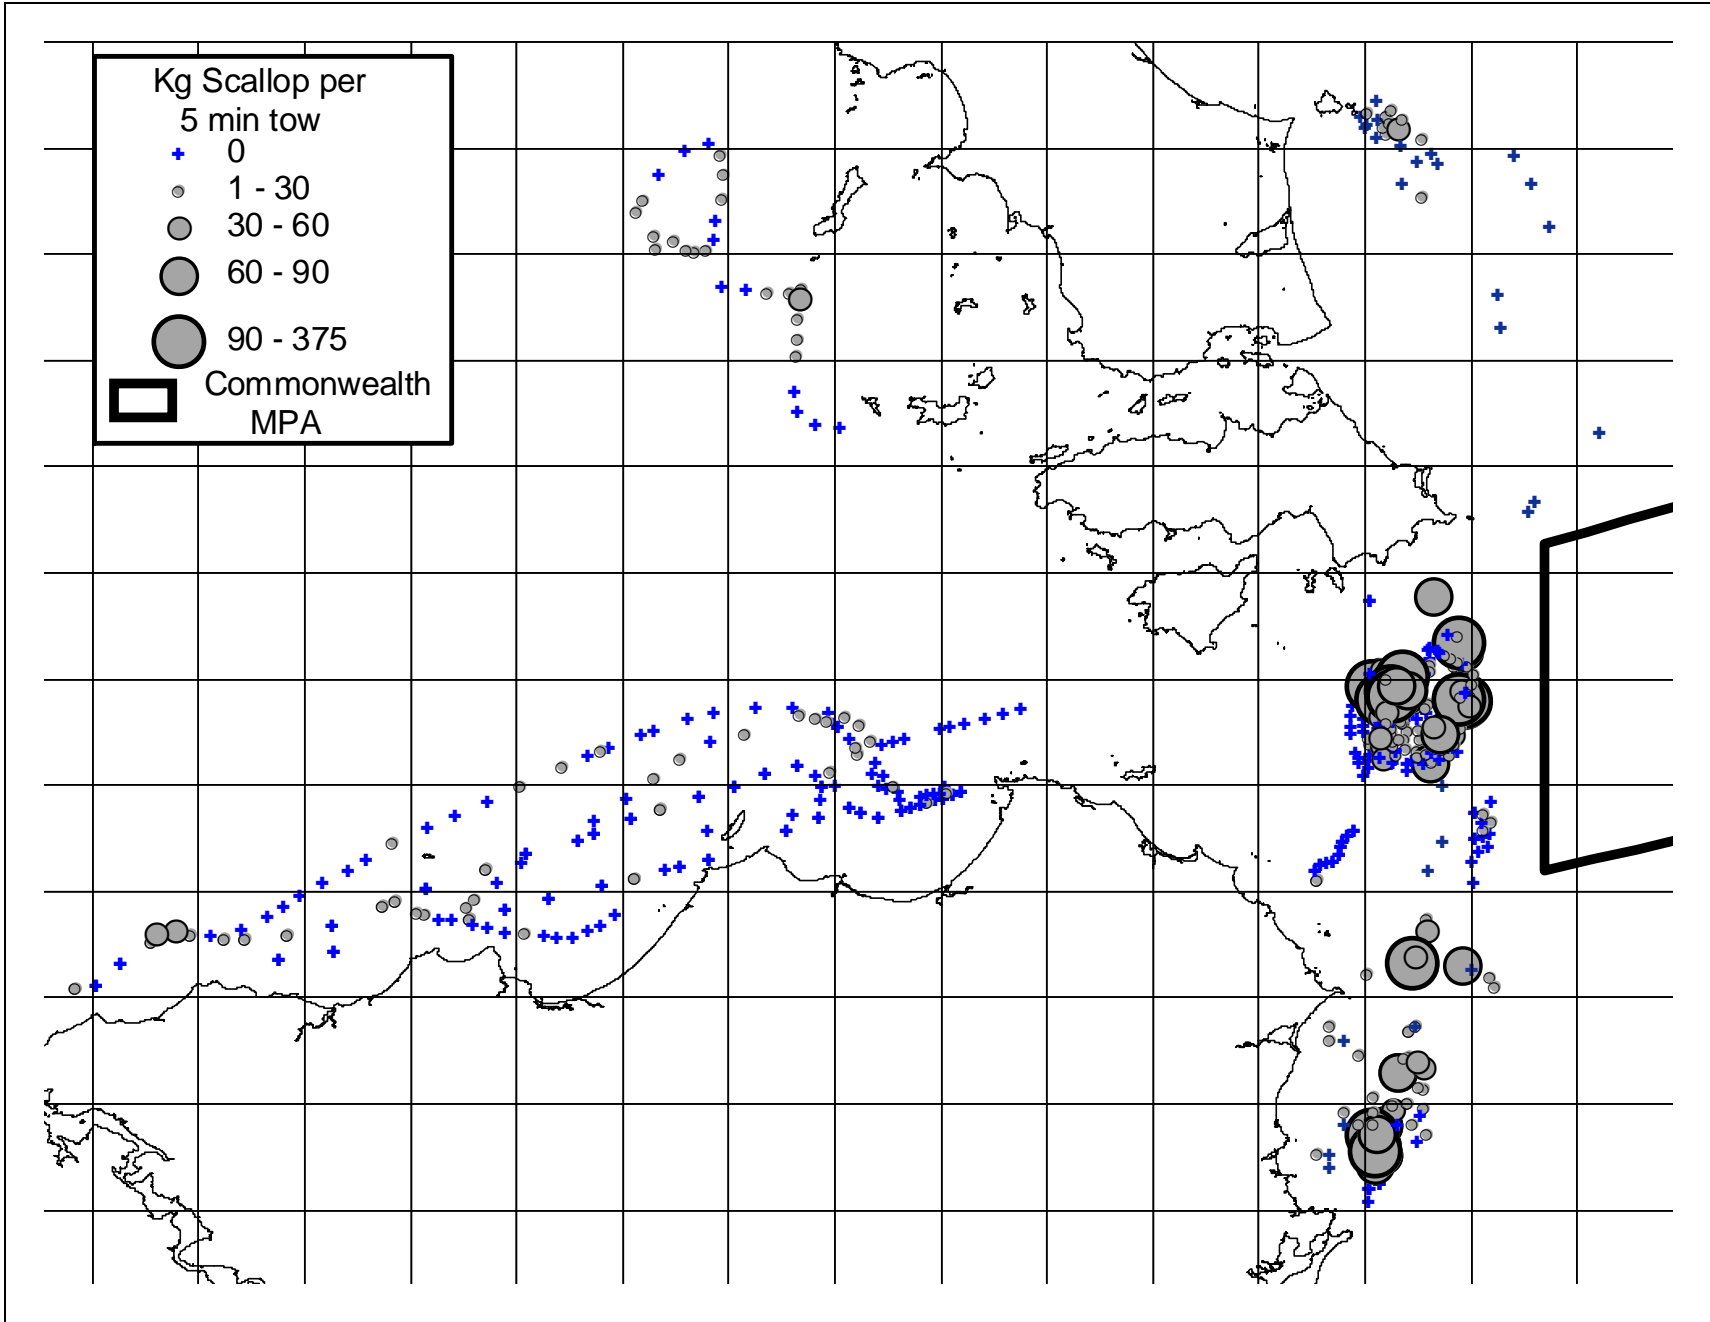 Kg Scallop per
5 min tow
0
1 - 30
30 - 60
60 - 90
90 - 375
Commonwealth
MPA